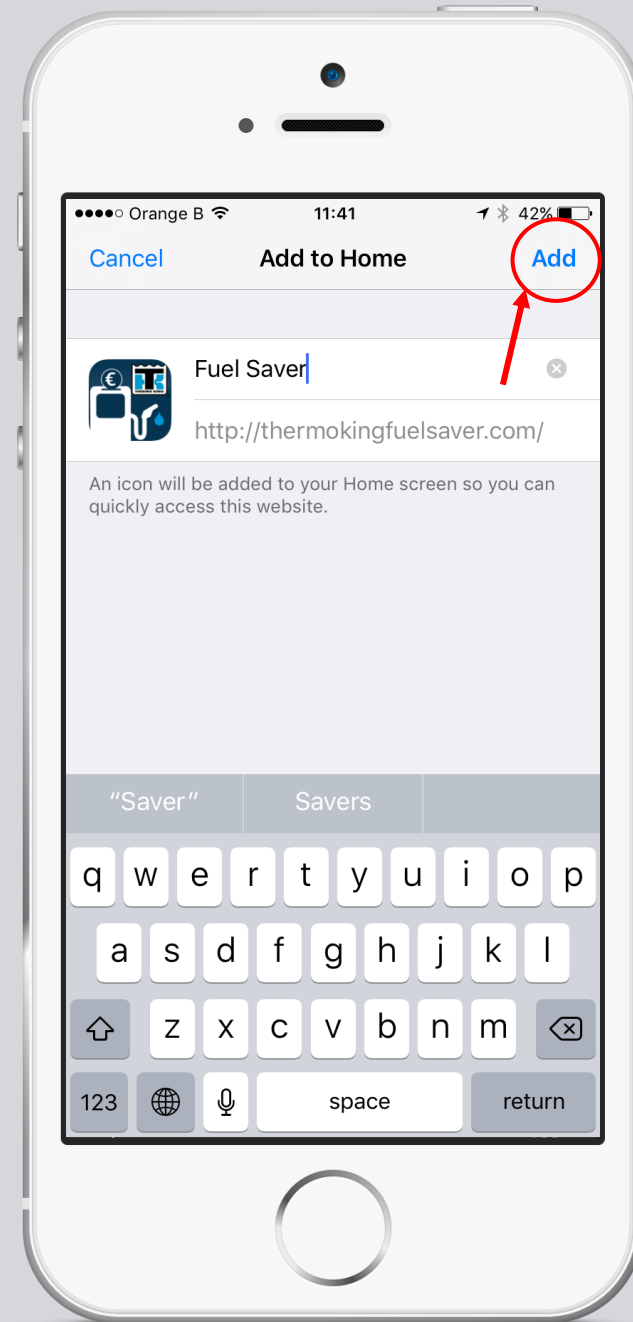 Orange B 11:41 42%
Cancel Add to Home Add
Fuel Saver
http://thermokingfuelsaver.com/
An icon will be added to your Home screen so you can
quickly access this website.
"Saver" Savers
q w e r t y u i o p
a s d f g h j k l
z x c v b n m
123 space return